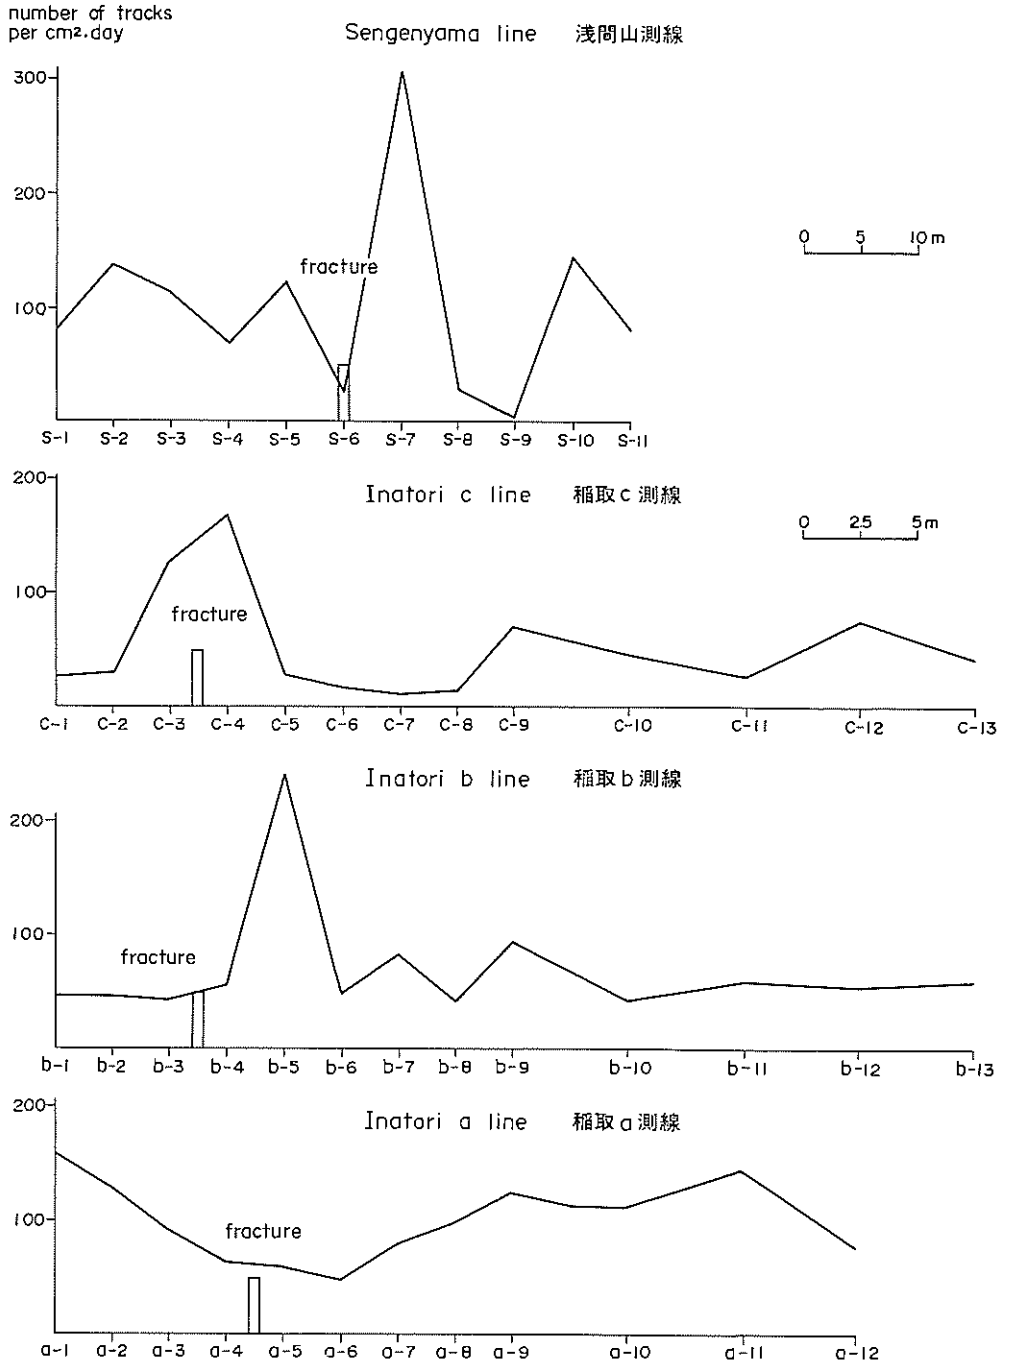 number of tracks
per cm².day
Sengenyama line 浅間山測線
300
200
100
fracture
0 5 10m
S-1 S-2 S-3 S-4 S-5 S-6 S-7 S-8 S-9 S-10 S-11
200
Inatori c line 稲取c測線
0 2.5 5m
100
fracture
C-1 C-2 C-3 C-4 C-5 C-6 C-7 C-8 C-9 C-10 C-11 C-12 C-13
Inatori b line 稲取b測線
200
100
fracture
b-1 b-2 b-3 b-4 b-5 b-6 b-7 b-8 b-9 b-10 b-11 b-12 b-13
200
Inatori a line 稲取a測線
100
fracture
a-1 a-2 a-3 a-4 a-5 a-6 a-7 a-8 a-9 a-10 a-11 a-12